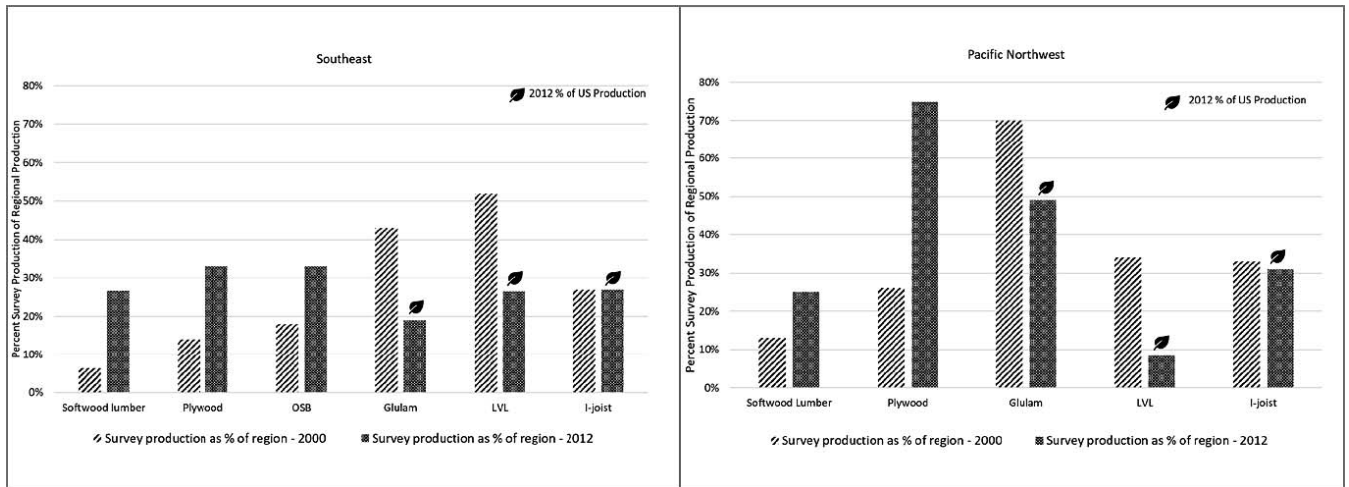 Southeast
80%
2012 % of US Production
70%
60%
50%
40%
30%
20%
10%
0%
Percent Survey Production of Regional Production
Softwood lumber Plywood OSB Glulam LVL I-joist
Survey production as % of region - 2000 Survey production as % of region - 2012
Pacific Northwest
80%
2012 % of US Production
70%
60%
50%
40%
30%
20%
10%
0%
Percent Survey Production of Regional Production
Softwood Lumber Plywood Glulam LVL I-joist
Survey production as % of region - 2000 Survey production as % of region - 2012